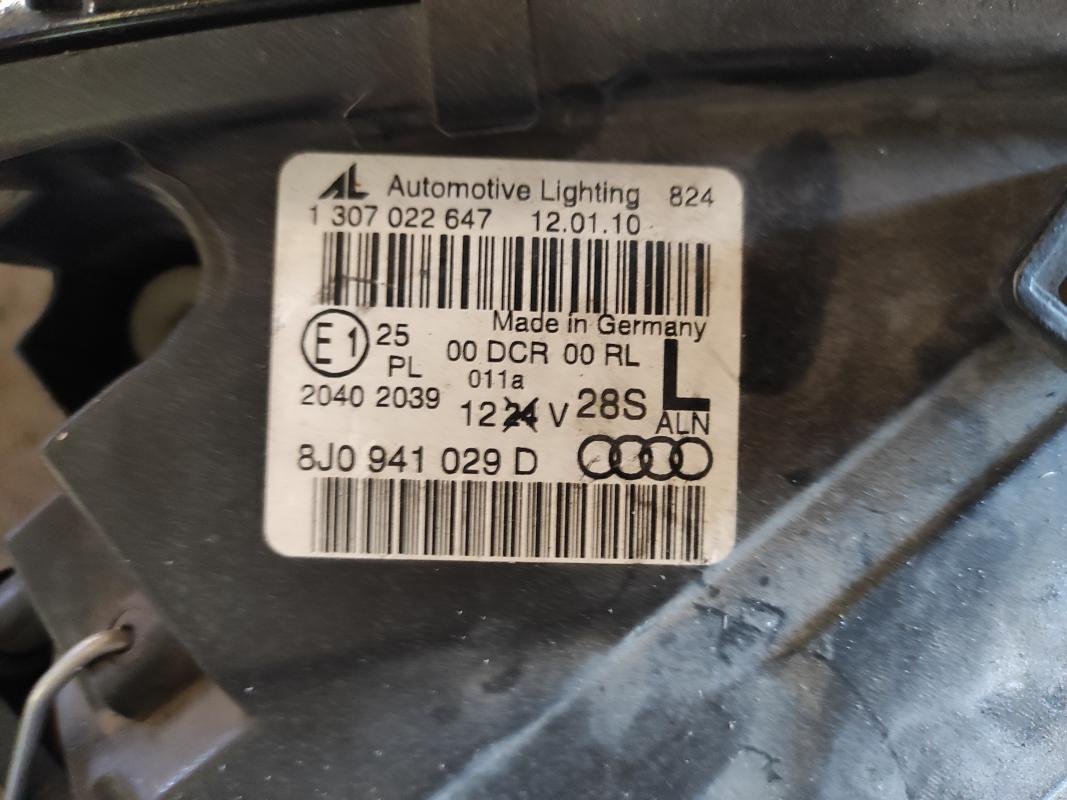 AL Automotive Lighting 824
1 307 022 647 12.01.10
Made in Germany
E1 25 PL 00 DCR 00 RL L
011a
2040 2039 12 24 V 28S ALN
8J0 941 029 D